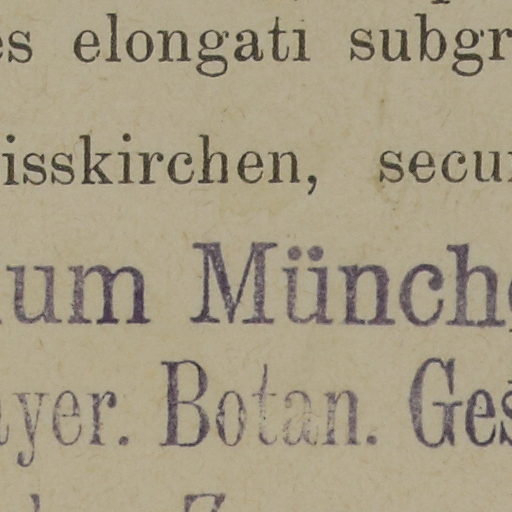 es elongati subgr
isskirchen, secu
um Münch
ayer. Botan. Ges